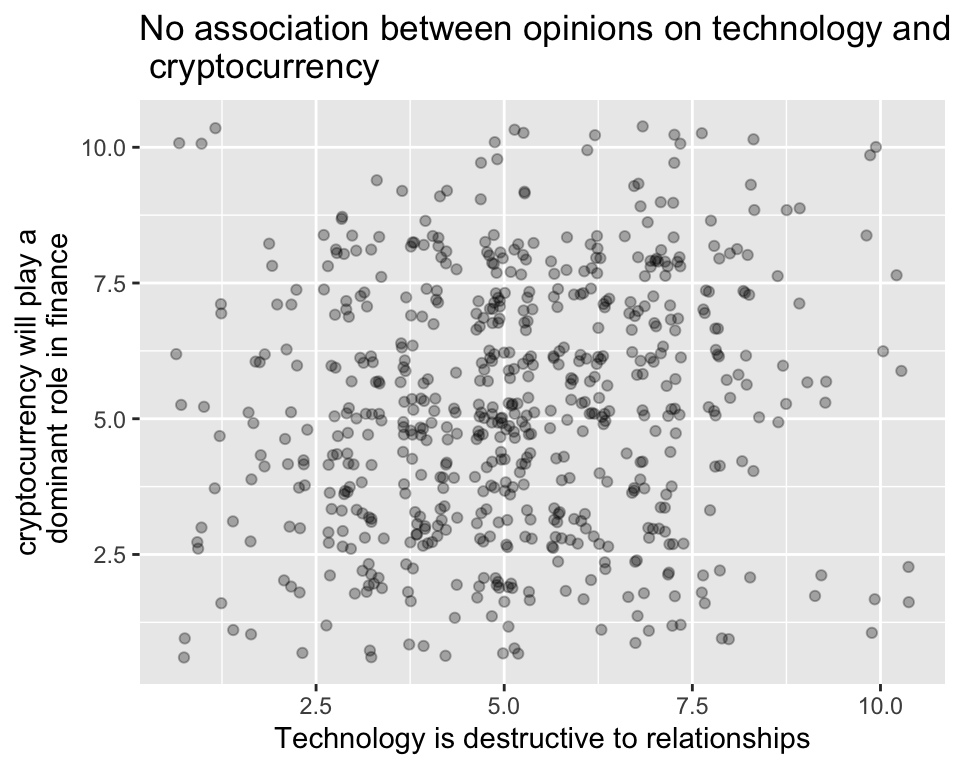 No association between opinions on technology and
cryptocurrency
cryptocurrency will play a
dominant role in finance
10.0
7.5
5.0
2.5
2.5 5.0 7.5 10.0
Technology is destructive to relationships